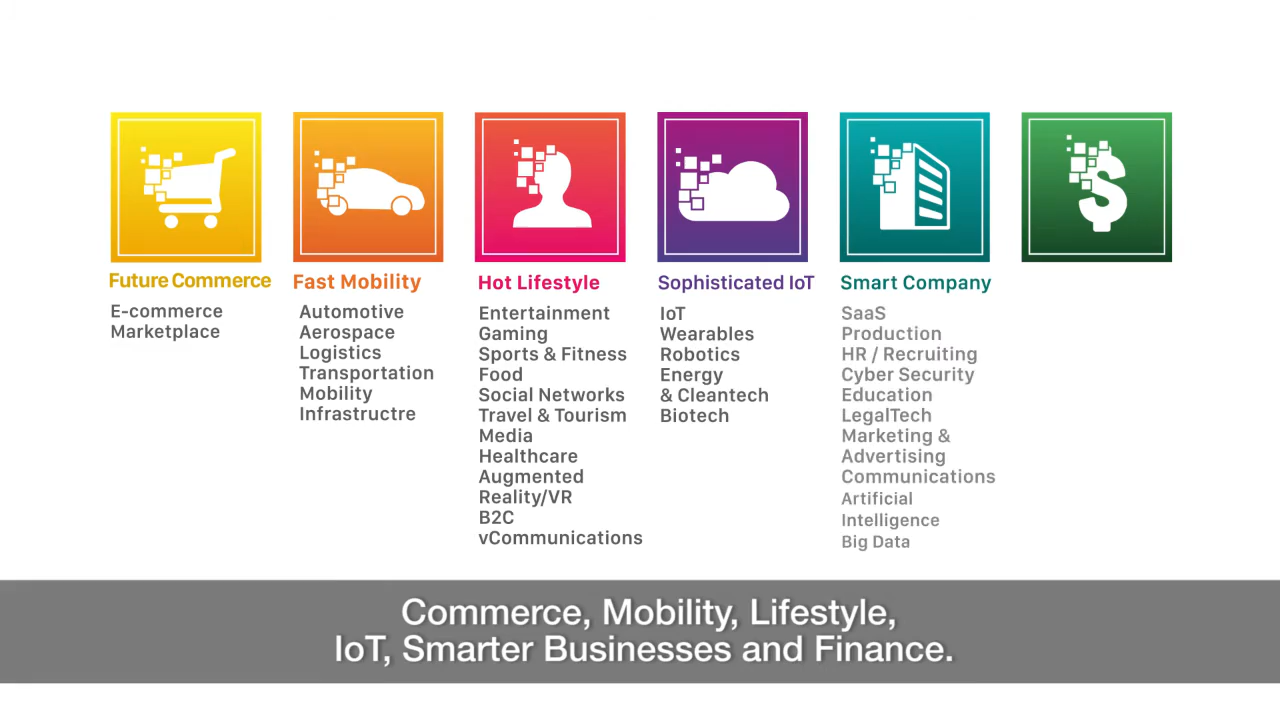 Future Commerce
E-commerce
Marketplace
Fast Mobility
Automotive
Aerospace
Logistics
Transportation
Mobility
Infrastructre
Hot Lifestyle
Entertainment
Gaming
Sports & Fitness
Food
Social Networks
Travel & Tourism
Media
Healthcare
Augmented
Reality/VR
B2C
vCommunications
Sophisticated IoT
IoT
Wearables
Robotics
Energy
& Cleantech
Biotech
Smart Company
SaaS
Production
HR / Recruiting
Cyber Security
Education
LegalTech
Marketing &
Advertising
Communications
Artificial
Intelligence
Big Data
Commerce, Mobility, Lifestyle,
IoT, Smarter Businesses and Finance.